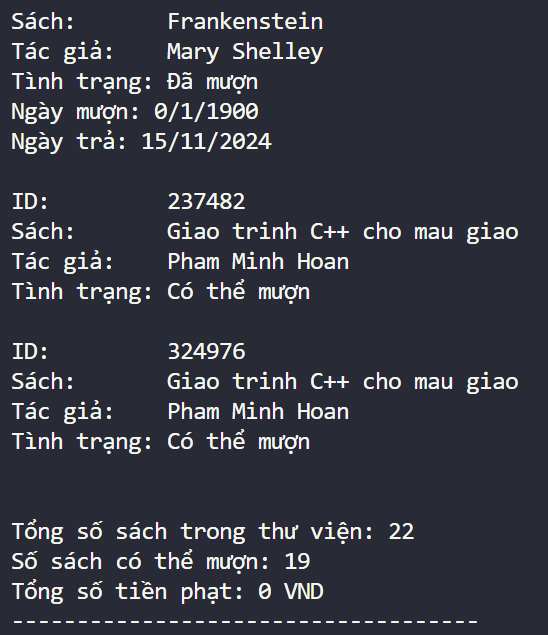 Sách:       Frankenstein
Tác giả:    Mary Shelley
Tình trạng: Đã mượn
Ngày mượn: 0/1/1900
Ngày trả: 15/11/2024

ID:         237482
Sách:       Giao trinh C++ cho mau giao
Tác giả:    Pham Minh Hoan
Tình trạng: Có thể mượn

ID:         324976
Sách:       Giao trinh C++ cho mau giao
Tác giả:    Pham Minh Hoan
Tình trạng: Có thể mượn

Tổng số sách trong thư viện: 22
Số sách có thể mượn: 19
Tổng số tiền phạt: 0 VND
------------------------------------